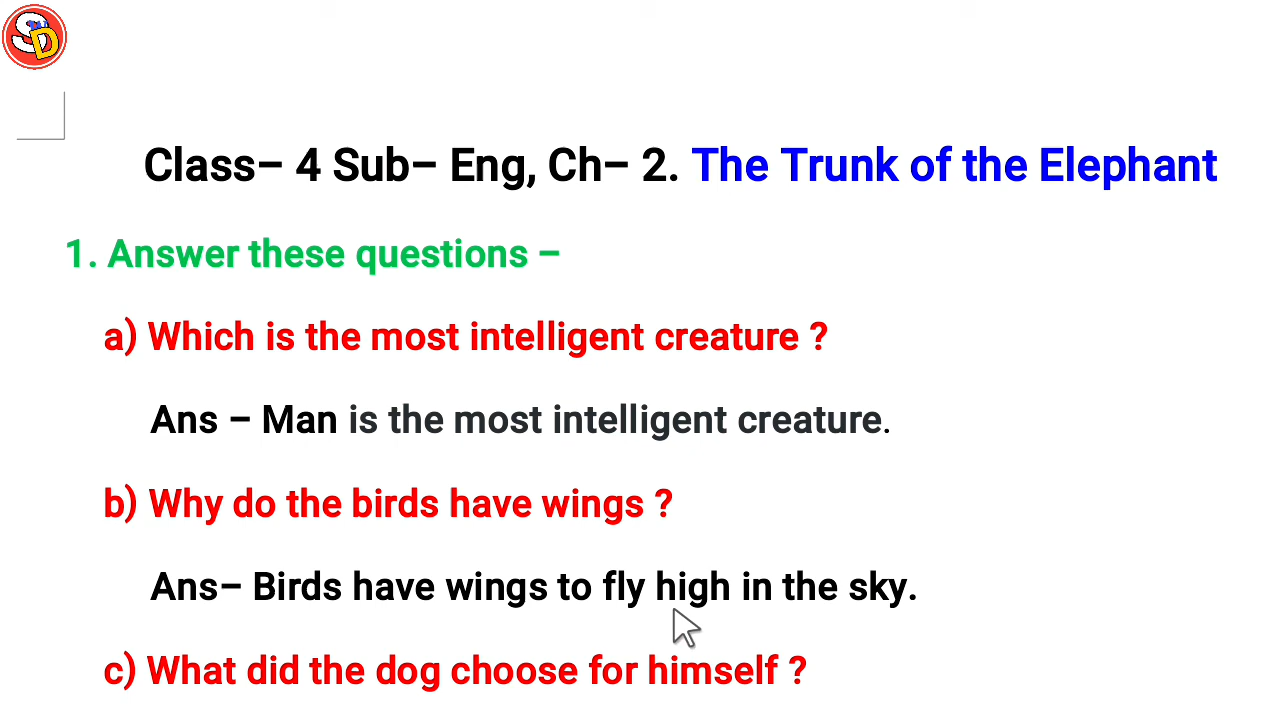 SD
Class– 4 Sub– Eng, Ch– 2. The Trunk of the Elephant
1. Answer these questions –
a) Which is the most intelligent creature ?
Ans – Man is the most intelligent creature.
b) Why do the birds have wings ?
Ans– Birds have wings to fly high in the sky.
c) What did the dog choose for himself ?